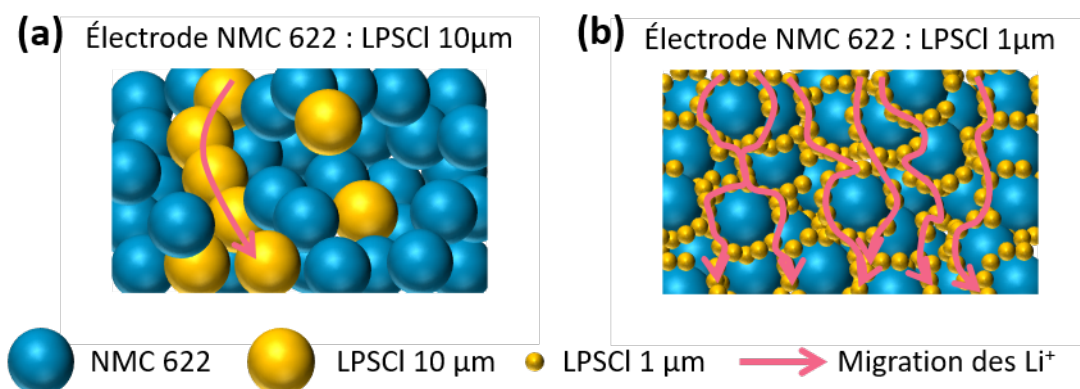 (a) Électrode NMC 622 : LPSCl 10µm
(b) Électrode NMC 622 : LPSCl 1µm
NMC 622
LPSCl 10 µm
LPSCl 1 µm
Migration des Li⁺